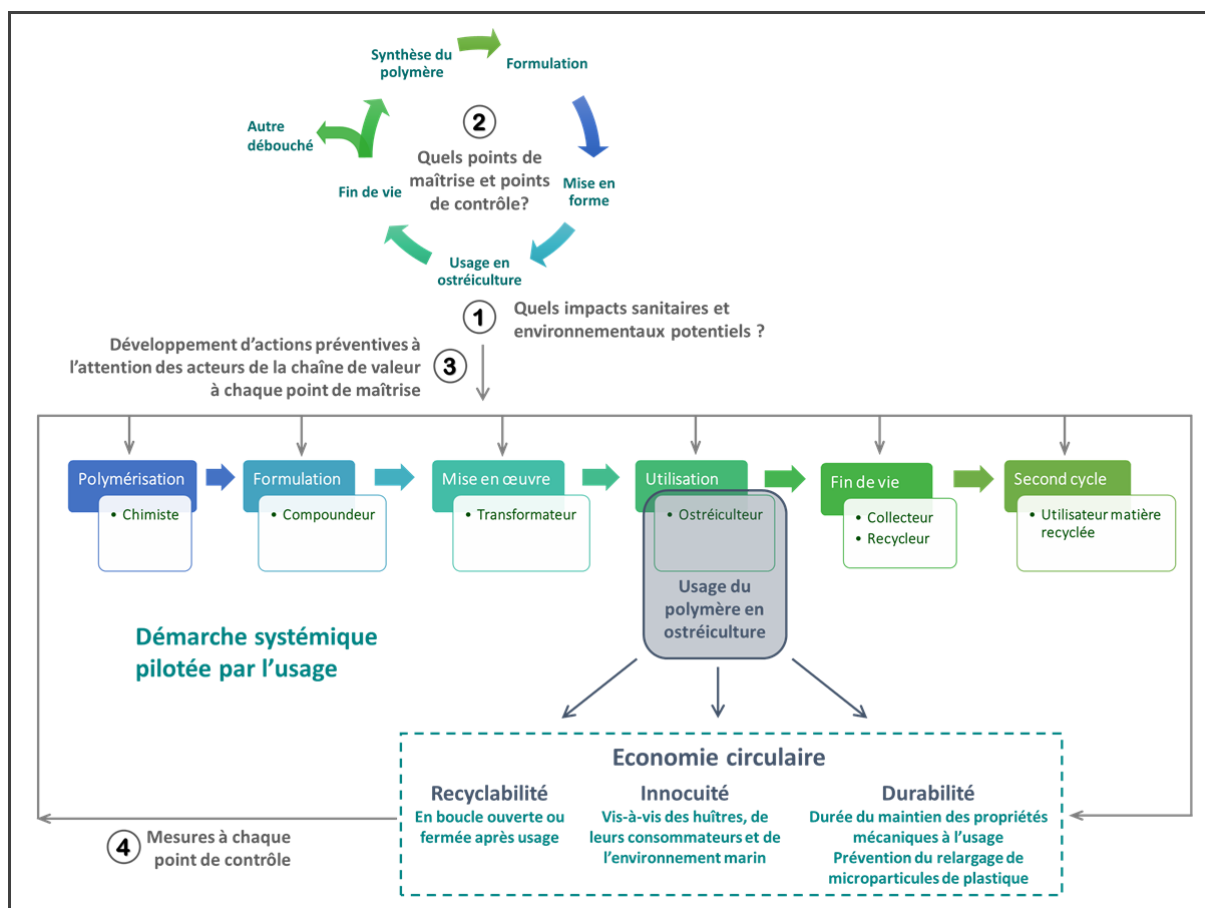 Synthèse du
polymère
Formulation
Autre
débouché
2
Quels points de
maîtrise et points
de contrôle?
Fin de vie
Mise en
forme
Usage en
ostréiculture
1
Quels impacts sanitaires et
environnementaux potentiels ?
Développement d'actions préventives à
l'attention des acteurs de la chaîne de valeur
à chaque point de maîtrise
3
Polymérisation
• Chimiste
Formulation
• Compoundeur
Mise en œuvre
• Transformateur
Utilisation
• Ostréiculteur
Fin de vie
• Collecteur
• Recycleur
Second cycle
• Utilisateur matière
recyclée
Usage du
polymère en
ostréiculture
Démarche systémique
pilotée par l'usage
Economie circulaire
Recyclabilité
En boucle ouverte ou
fermée après usage
Innocuité
Vis-à-vis des huîtres, de
leurs consommateurs et de
l'environnement marin
Durabilité
Durée du maintien des propriétés
mécaniques à l'usage
Prévention du relargage de
microparticules de plastique
4
Mesures à chaque
point de contrôle